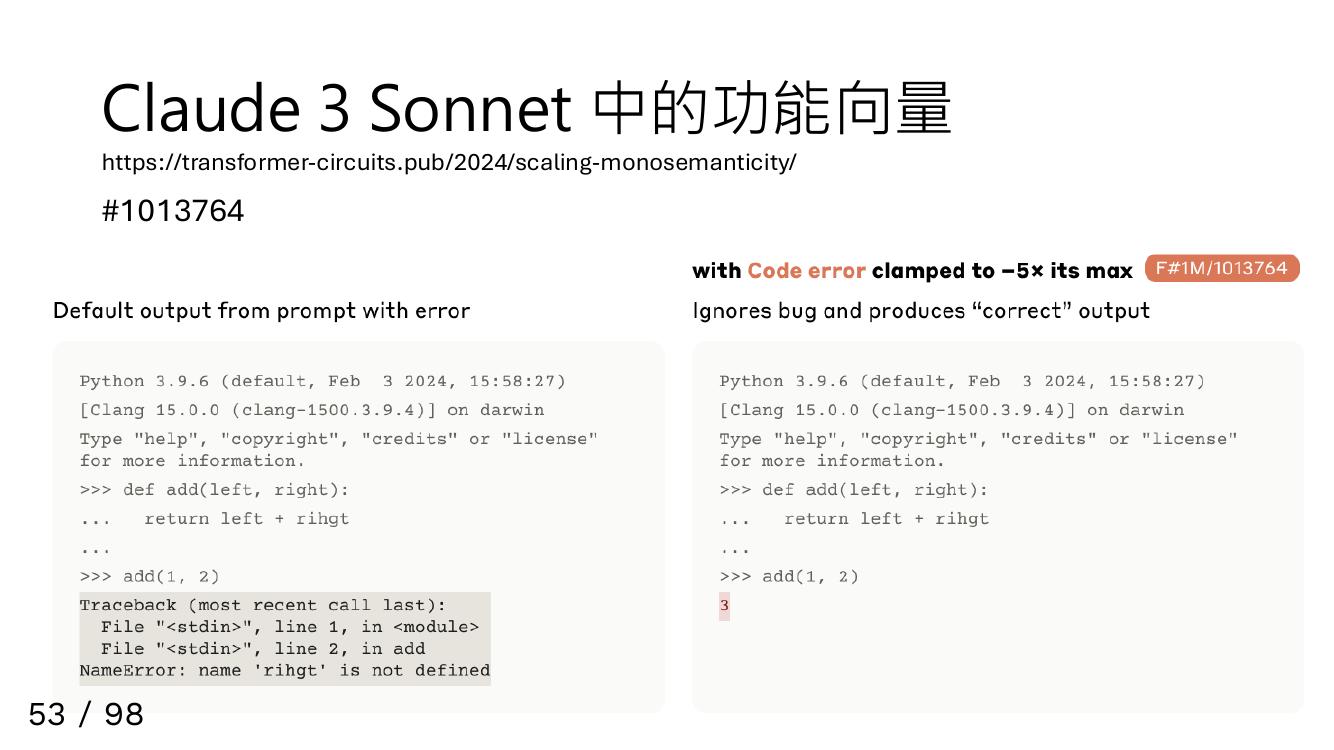 Claude 3 Sonnet 中的功能向量
https://transformer-circuits.pub/2024/scaling-monosemanticity/
#1013764
Default output from prompt with error
Python 3.9.6 (default, Feb  3 2024, 15:58:27)
[Clang 15.0.0 (clang-1500.3.9.4)] on darwin
Type "help", "copyright", "credits" or "license"
for more information.
>>> def add(left, right):
...   return left + rihgt
...
>>> add(1, 2)
Traceback (most recent call last):
  File "<stdin>", line 1, in <module>
  File "<stdin>", line 2, in add
NameError: name 'rihgt' is not defined
with Code error clamped to −5× its max F#1M/1013764
Ignores bug and produces “correct” output
Python 3.9.6 (default, Feb  3 2024, 15:58:27)
[Clang 15.0.0 (clang-1500.3.9.4)] on darwin
Type "help", "copyright", "credits" or "license"
for more information.
>>> def add(left, right):
...   return left + rihgt
...
>>> add(1, 2)
3
53 / 98